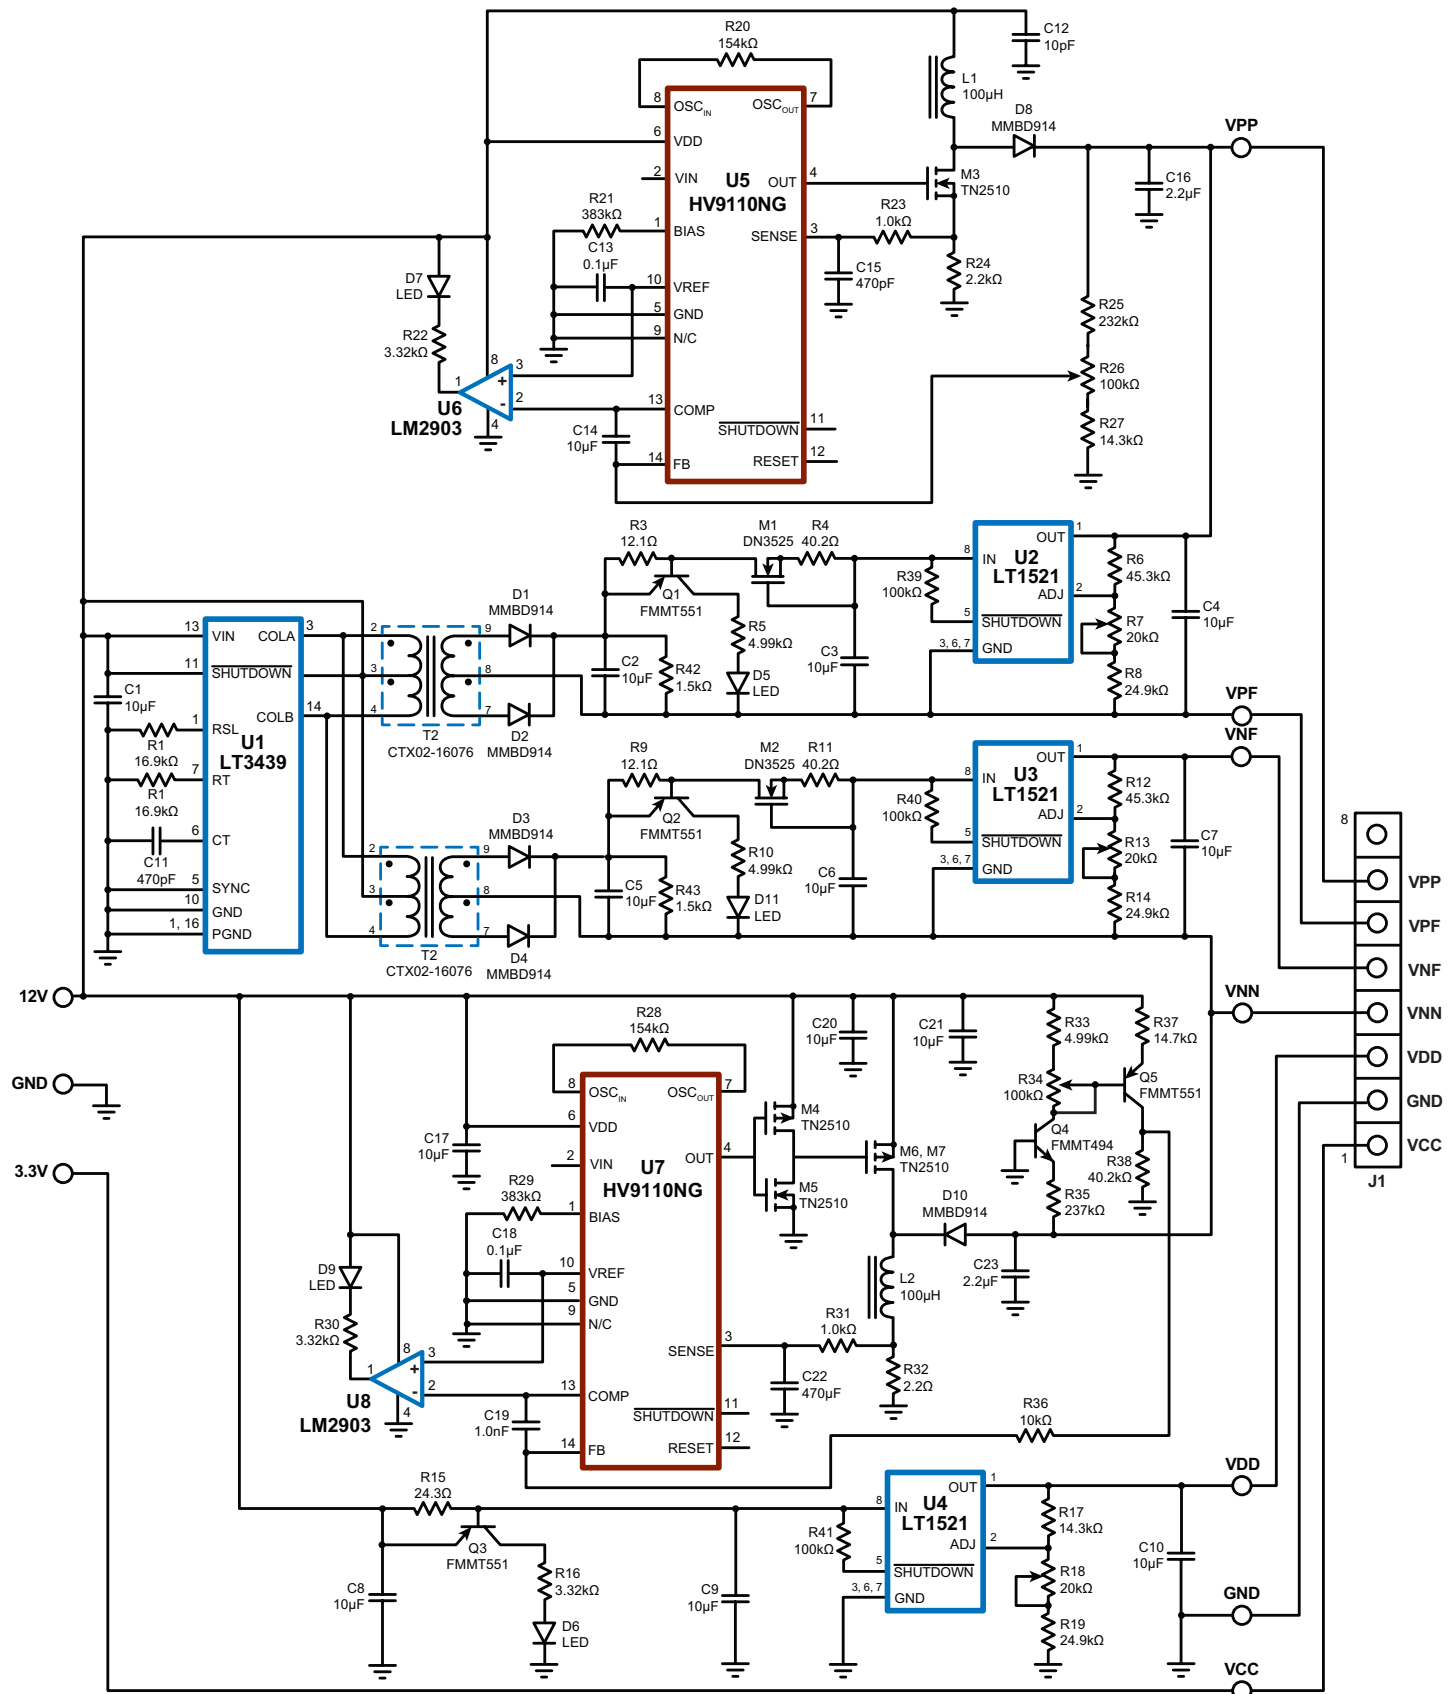 R20
154kΩ
C12
10pF
L1
100µH
D8
MMBD914
VPP
8
OSCIN
OSCOUT
7
6
VDD
2
VIN
U5
HV9110NG
OUT
4
M3
TN2510
C16
2.2µF
R21
383kΩ
1
BIAS
SENSE
3
R23
1.0kΩ
C13
0.1µF
10
VREF
5
GND
9
N/C
C15
470pF
R24
2.2kΩ
D7
LED
R22
3.32kΩ
R25
232kΩ
R26
100kΩ
R27
14.3kΩ
8
1
+
3
-
2
4
U6
LM2903
13
COMP
C14
10µF
SHUTDOWN
11
14
FB
RESET
12
R3
12.1Ω
M1
DN3525
R4
40.2Ω
Q1
FMMT551
8
IN
OUT
1
U2
LT1521
R39
100kΩ
ADJ
2
5
SHUTDOWN
3, 6, 7
GND
R6
45.3kΩ
R7
20kΩ
R8
24.9kΩ
C4
10µF
D1
MMBD914
R5
4.99kΩ
D5
LED
C2
10µF
R42
1.5kΩ
C3
10µF
VPF
13
VIN
COLA
3
11
SHUTDOWN
COLB
14
C1
10µF
1
RSL
U1
LT3439
R1
16.9kΩ
7
RT
R1
16.9kΩ
6
CT
C11
470pF
5
SYNC
10
GND
1, 16
PGND
2
3
4
9
8
7
T2
CTX02-16076
D2
MMBD914
VNF
R9
12.1Ω
M2
DN3525
R11
40.2Ω
Q2
FMMT551
8
IN
OUT
1
U3
LT1521
R40
100kΩ
ADJ
2
5
SHUTDOWN
3, 6, 7
GND
R12
45.3kΩ
R13
20kΩ
R14
24.9kΩ
C7
10µF
D3
MMBD914
R10
4.99kΩ
D11
LED
C5
10µF
R43
1.5kΩ
C6
10µF
2
3
4
9
8
7
T2
CTX02-16076
D4
MMBD914
8
VPP
VPF
VNF
VNN
VDD
GND
VCC
1
J1
12V
GND
3.3V
VNN
R28
154kΩ
C20
10µF
C21
10µF
R33
4.99kΩ
R37
14.7kΩ
R34
100kΩ
Q5
FMMT551
Q4
FMMT494
R38
40.2kΩ
R35
237kΩ
8
OSCIN
OSCOUT
7
6
VDD
2
VIN
U7
HV9110NG
OUT
4
C17
10µF
M4
TN2510
M5
TN2510
M6, M7
TN2510
D10
MMBD914
R29
383kΩ
1
BIAS
C18
0.1µF
10
VREF
5
GND
9
N/C
C23
2.2µF
L2
100µH
D9
LED
R30
3.32kΩ
SENSE
3
R31
1.0kΩ
C22
470µF
R32
2.2Ω
8
1
+
3
-
2
4
U8
LM2903
13
COMP
C19
1.0nF
SHUTDOWN
11
14
FB
RESET
12
R36
10kΩ
R15
24.3Ω
Q3
FMMT551
R16
3.32kΩ
D6
LED
C8
10µF
C9
10µF
8
IN
OUT
1
U4
LT1521
R41
100kΩ
ADJ
2
5
SHUTDOWN
3, 6, 7
GND
R17
14.3kΩ
R18
20kΩ
R19
24.9kΩ
C10
10µF
VDD
GND
VCC